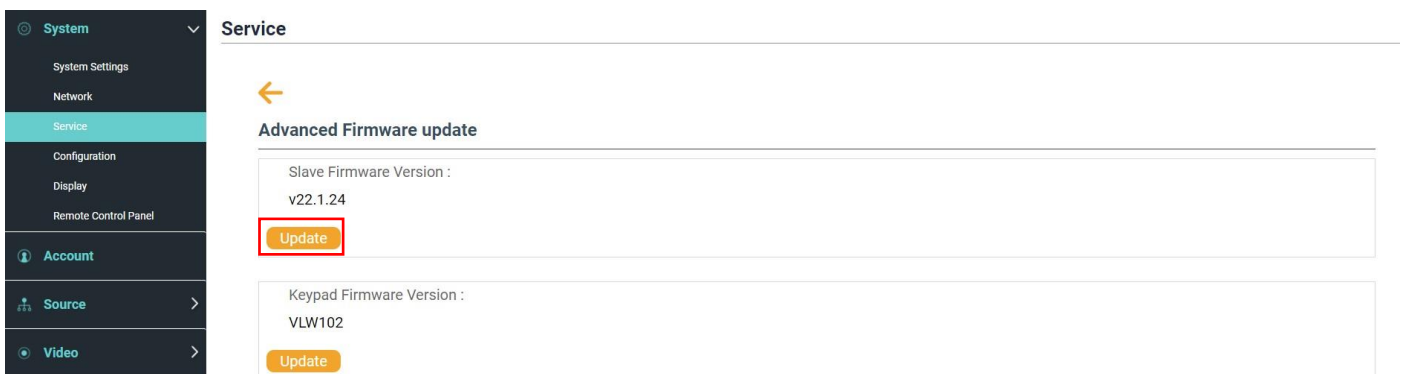 System
System Settings
Network
Service
Configuration
Display
Remote Control Panel
Account
Source
Video
Service
Advanced Firmware update
Slave Firmware Version :
v22.1.24
Update
Keypad Firmware Version :
VLW102
Update